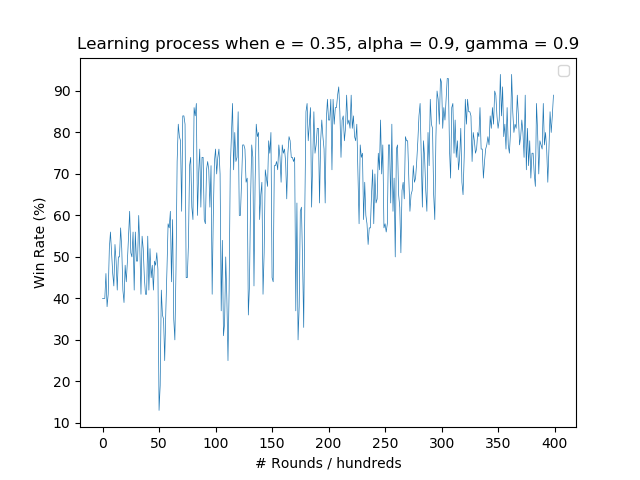 Learning process when e = 0.35, alpha = 0.9, gamma = 0.9
Win Rate (%)
90
80
70
60
50
40
30
20
10
0 50 100 150 200 250 300 350 400
# Rounds / hundreds